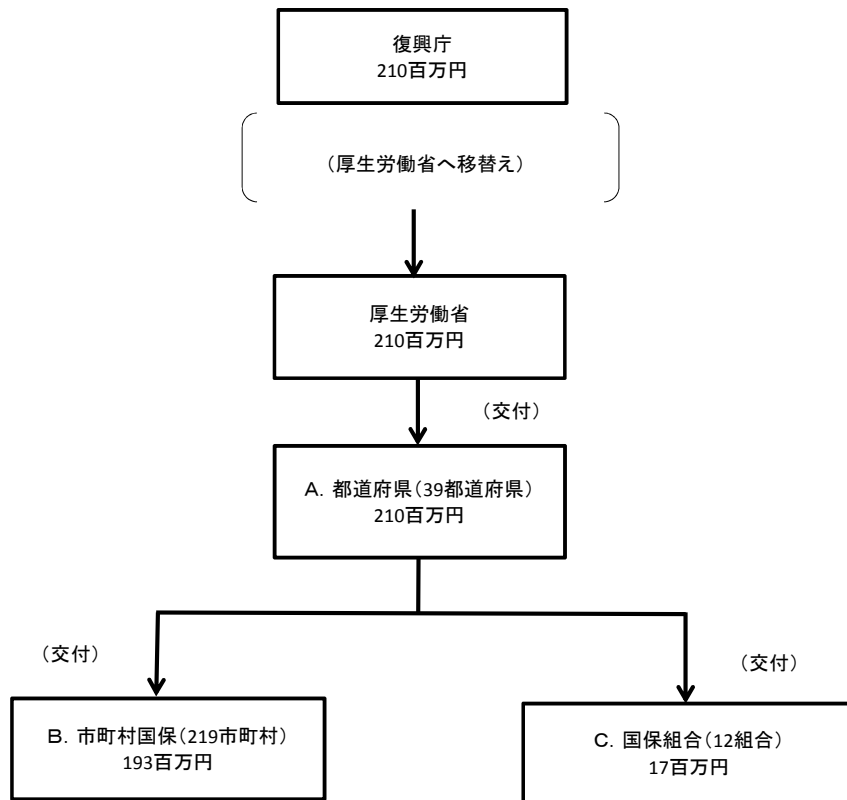 復興庁
210百万円
(厚生労働省へ移替え)
厚生労働省
210百万円
(交付)
A. 都道府県(39都道府県)
210百万円
(交付)
(交付)
B. 市町村国保(219市町村)
193百万円
C. 国保組合(12組合)
17百万円